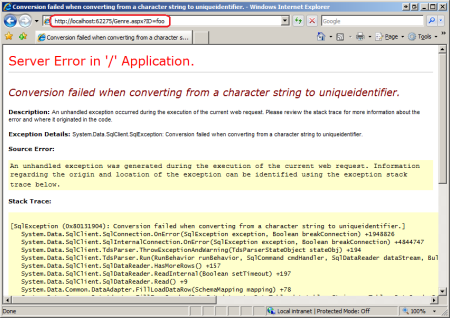 Conversion failed when converting from a character string to uniqueidentifier. - Windows Internet Explorer
http://localhost:62275/Genre.aspx?ID=foo
Google
Conversion failed when converting from a character s...
Page
Tools
Server Error in '/' Application.
Conversion failed when converting from a character string to uniqueidentifier.
Description: An unhandled exception occurred during the execution of the current web request. Please review the stack trace for more information about the
error and where it originated in the code.
Exception Details: System.Data.SqlClient.SqlException: Conversion failed when converting from a character string to uniqueidentifier.
Source Error:
An unhandled exception was generated during the execution of the current web request. Information
regarding the origin and location of the exception can be identified using the exception stack
trace below.
Stack Trace:
[SqlException (0x80131904): Conversion failed when converting from a character string to uniqueidentifier.]
System.Data.SqlClient.SqlConnection.OnError(SqlException exception, Boolean breakConnection) +1948826
System.Data.SqlClient.SqlInternalConnection.OnError(SqlException exception, Boolean breakConnection) +4844747
System.Data.SqlClient.TdsParser.ThrowExceptionAndWarning(TdsParserStateObject stateObj) +194
System.Data.SqlClient.TdsParser.Run(RunBehavior runBehavior, SqlCommand cmdHandler, SqlDataReader dataStream, Bul
System.Data.SqlClient.SqlDataReader.HasMoreRows() +157
System.Data.SqlClient.SqlDataReader.ReadInternal(Boolean setTimeout) +197
System.Data.SqlClient.SqlDataReader.Read() +9
System.Data.Common.DataAdapter.FillLoadDataRow(SchemaMapping mapping) +78
Done
Local intranet | Protected Mode: Off
100%